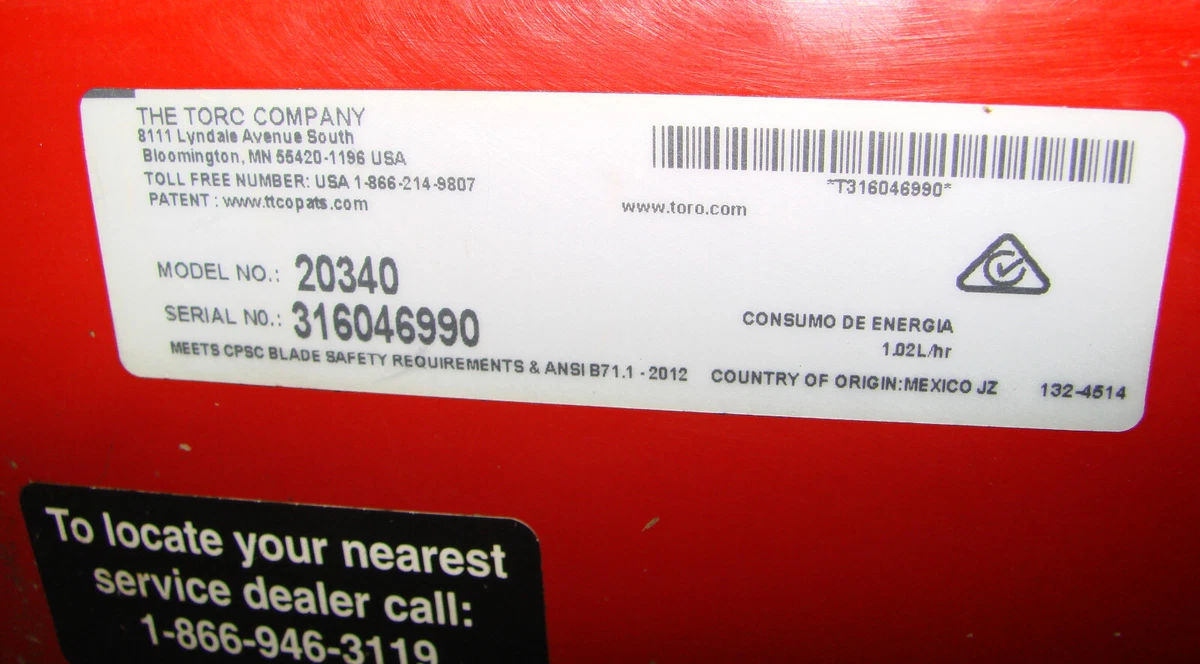 THE TORO COMPANY
8111 Lyndale Avenue South
Bloomington, MN 55420-1196 USA
TOLL FREE NUMBER: USA 1-866-214-9807
PATENT : www.ttcopats.com
*T316046990*
www.toro.com
MODEL NO.: 20340
SERIAL NO.: 316046990
CONSUMO DE ENERGIA
1.02L/hr
MEETS CPSC BLADE SAFETY REQUIREMENTS & ANSI B71.1 - 2012
COUNTRY OF ORIGIN:MEXICO JZ
132-4514
To locate your nearest
service dealer call:
1-866-946-3119